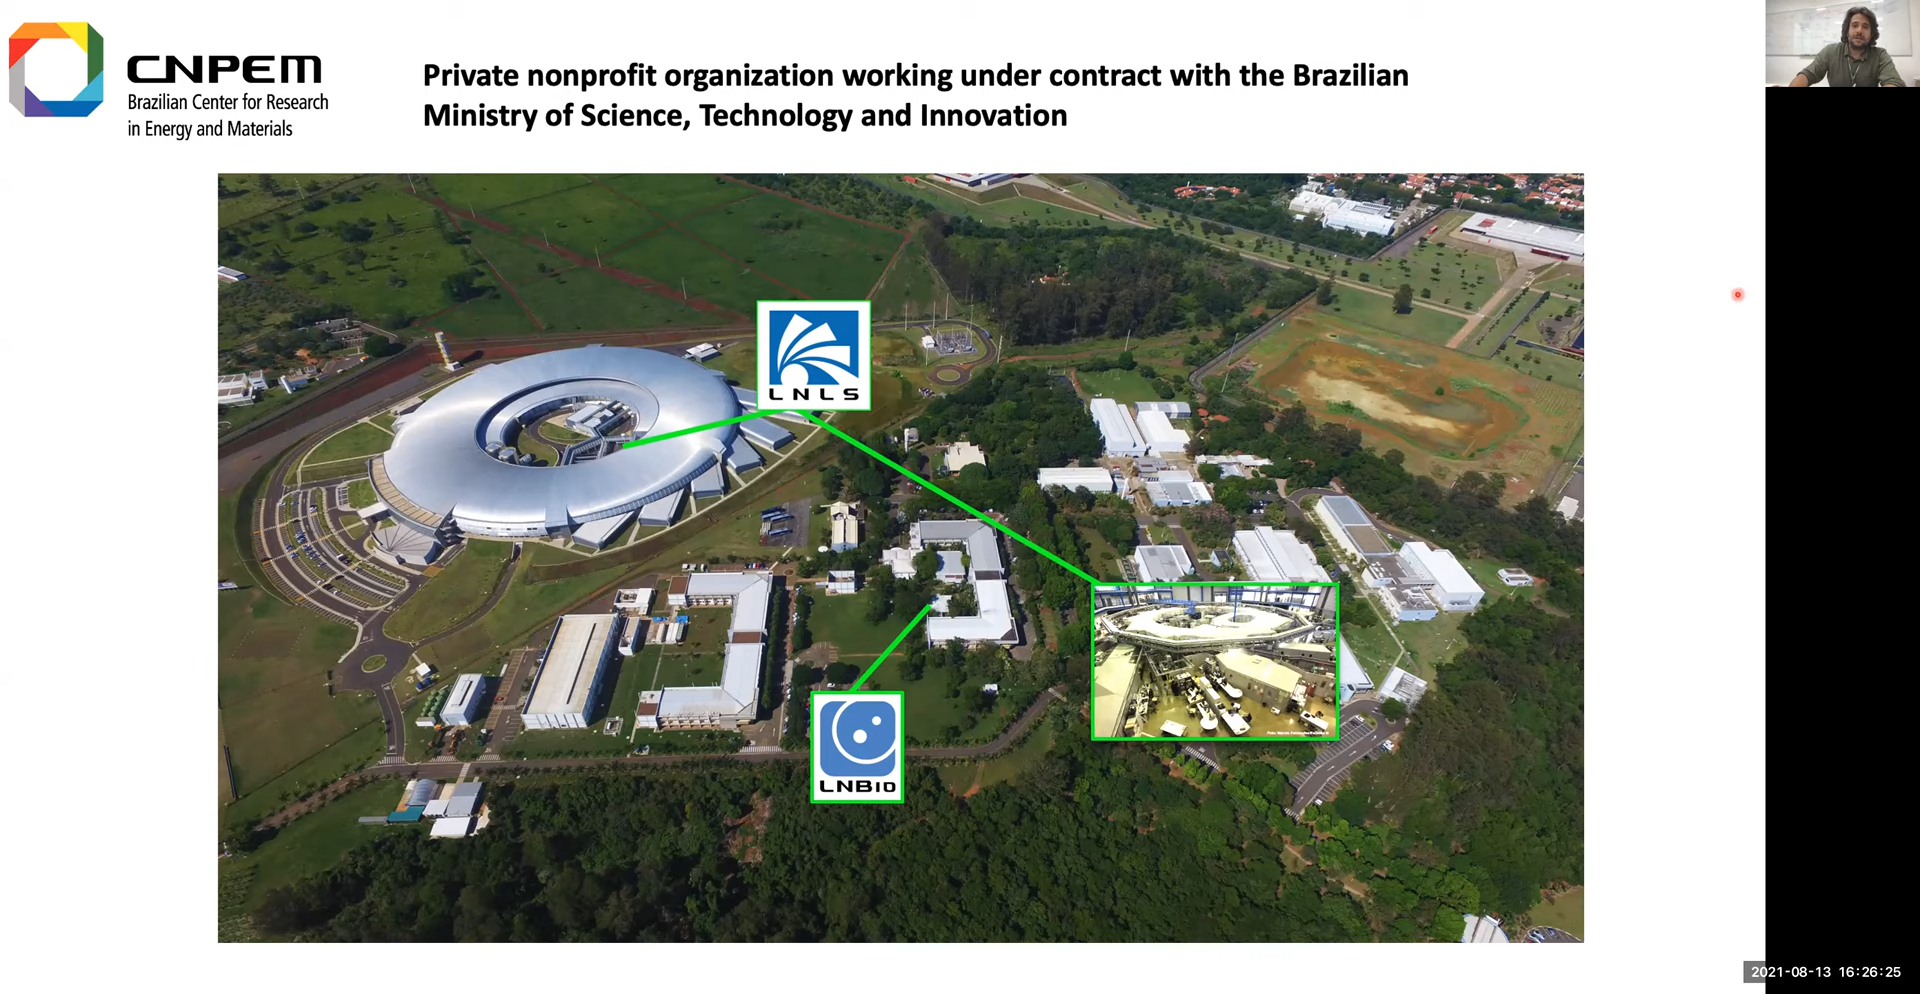 CNPEM
Brazilian Center for Research
in Energy and Materials
Private nonprofit organization working under contract with the Brazilian
Ministry of Science, Technology and Innovation
LNLS
LNBio
2021-08-13 16:26:25